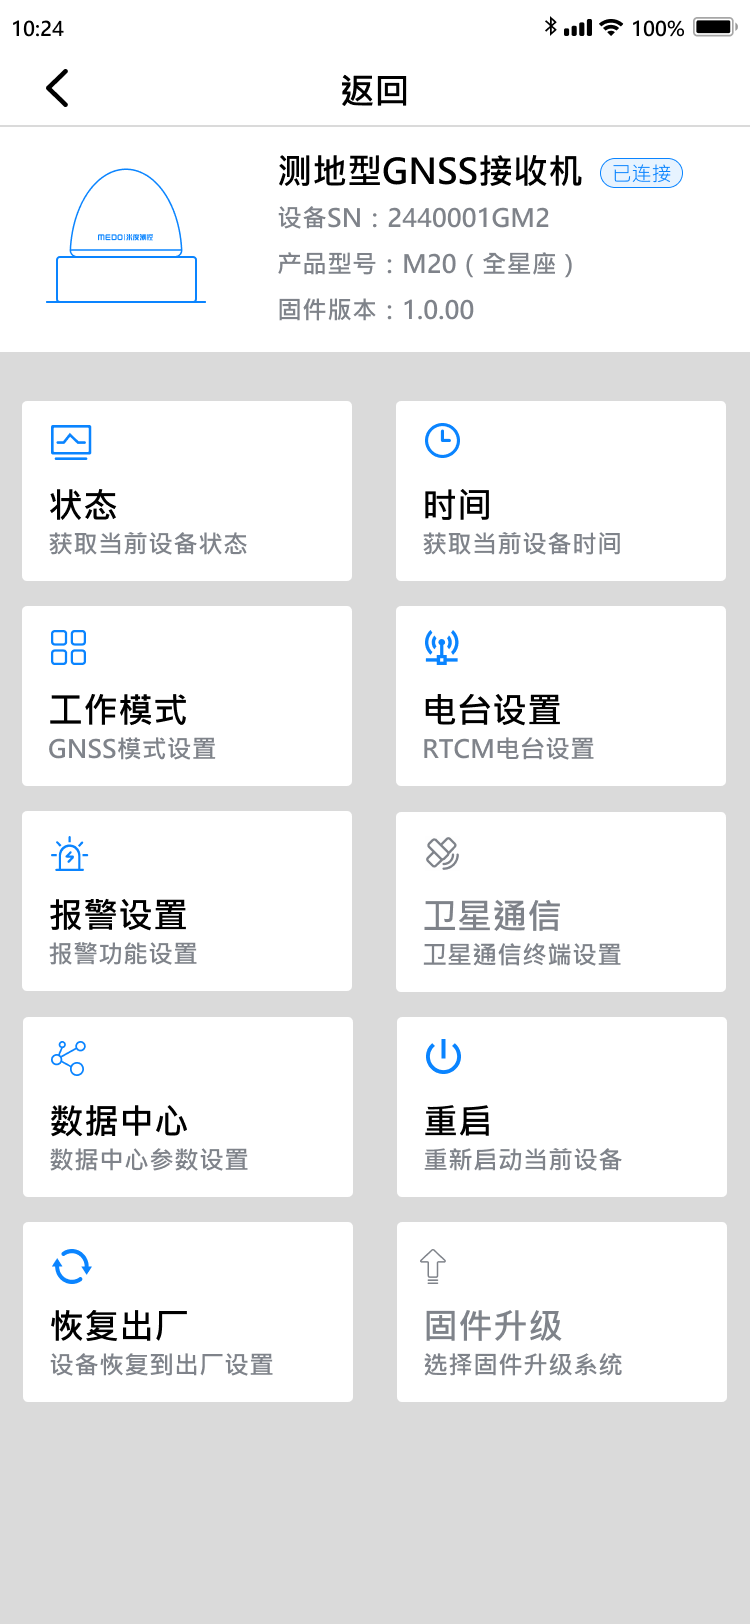 10:24
100%
返回
测地型GNSS接收机
已连接
设备SN：2440001GM2
产品型号：M20（全星座）
固件版本：1.0.00
MEDO米度测控
状态
获取当前设备状态
时间
获取当前设备时间
工作模式
GNSS模式设置
电台设置
RTCM电台设置
报警设置
报警功能设置
卫星通信
卫星通信终端设置
数据中心
数据中心参数设置
重启
重新启动当前设备
恢复出厂
设备恢复到出厂设置
固件升级
选择固件升级系统